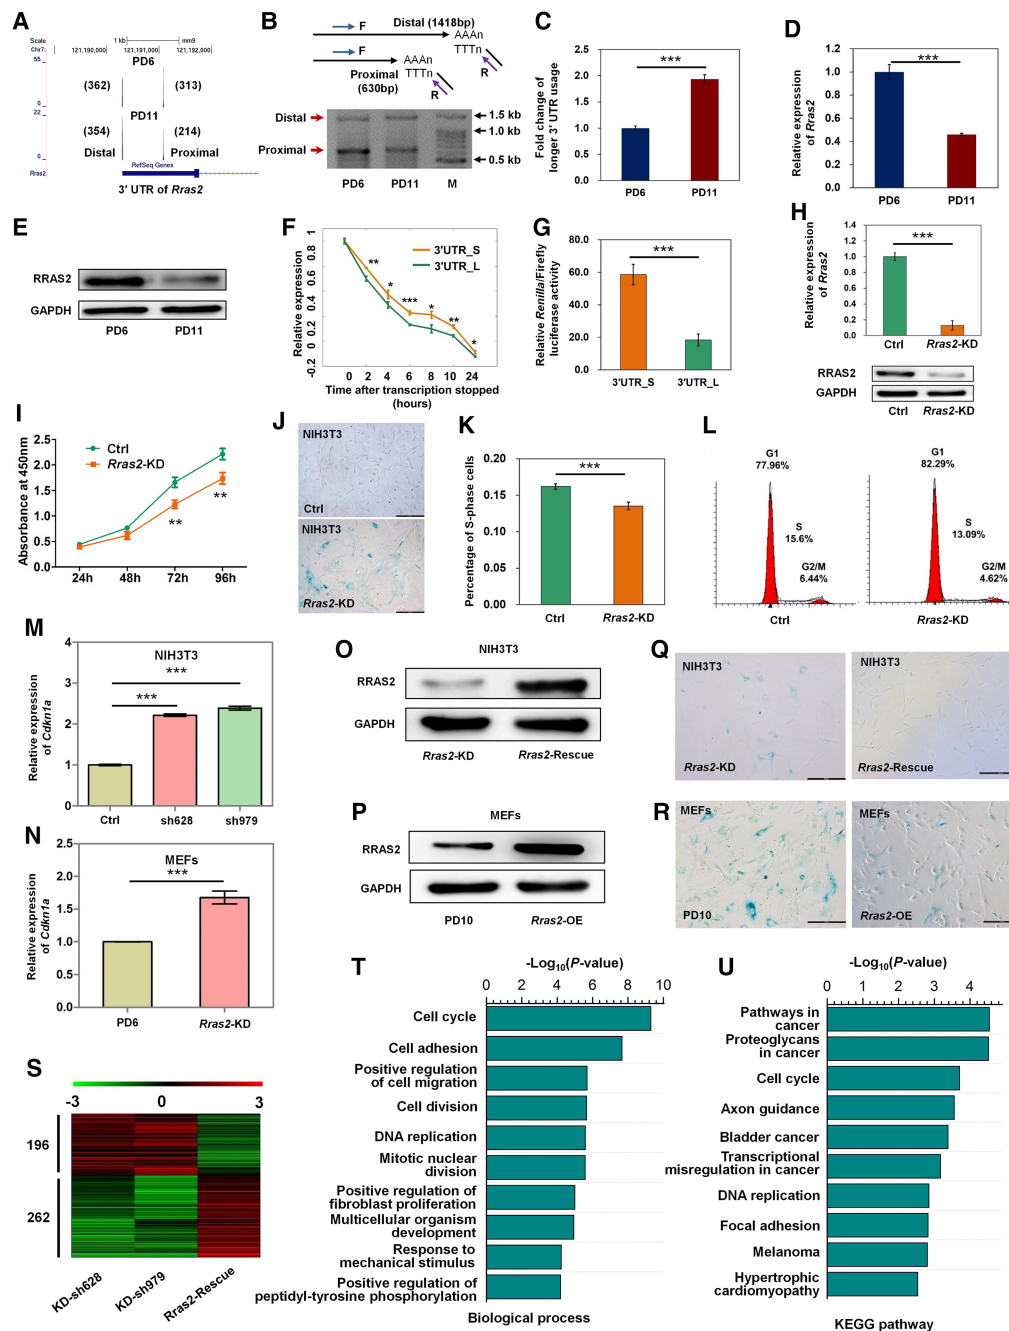 A
Scale
1 kb
mm9
Chr7:
121,190,000
121,191,000
121,192,000
55
PD6
(362)
(313)
0
22
PD11
(354)
(214)
0
Distal
Proximal
RefSeq Genes
Rras2
3′ UTR of Rras2
B
F
Distal (1418bp)
AAAn
TTTn
F
AAAn
TTTn
R
Proximal
(630bp)
R
Distal
1.5 kb
1.0 kb
Proximal
0.5 kb
PD6 PD11 M
C
Fold change of
longer 3′ UTR usage
2.5
2.0
1.5
1.0
0.5
0.0
***
PD6 PD11
D
Relative expression
of Rras2
1.2
1.0
0.8
0.6
0.4
0.2
0.0
***
PD6 PD11
E
RRAS2
GAPDH
PD6 PD11
F
Relative expression
1
0.8
0.6
0.4
0.2
0
-0.2
3'UTR_S
3'UTR_L
** * *** * ** *
0 2 4 6 8 10 24
Time after transcription stopped
(hours)
G
Relative Renilla/Firefly
luciferase activity
80.0
60.0
40.0
20.0
0.0
***
3'UTR_S 3'UTR_L
H
Relative expression
of Rras2
1.4
1.2
1.0
0.8
0.6
0.4
0.2
0.0
***
Ctrl Rras2-KD
RRAS2
GAPDH
Ctrl Rras2-KD
I
Absorbance at 450nm
2.5
2.0
1.5
1.0
0.5
0.0
Ctrl
Rras2-KD
**
**
24h 48h 72h 96h
J
NIH3T3
Ctrl
NIH3T3
Rras2-KD
K
Percentage of S-phase cells
0.20
0.15
0.10
0.05
0.00
***
Ctrl Rras2-KD
L
G1
77.96%
S
15.6%
G2/M
6.44%
Ctrl
G1
82.29%
S
13.09%
G2/M
4.62%
Rras2-KD
M
Relative expression
of Cdkn1a
4
3
2
1
0
NIH3T3
***
***
Ctrl sh628 sh979
N
Relative expression
of Cdkn1a
2.5
2.0
1.5
1.0
0.5
0.0
MEFs
***
PD6 Rras2-KD
O
NIH3T3
RRAS2
GAPDH
Rras2-KD Rras2-Rescue
P
MEFs
RRAS2
GAPDH
PD10 Rras2-OE
Q
NIH3T3
Rras2-KD
NIH3T3
Rras2-Rescue
R
MEFs
PD10
MEFs
Rras2-OE
S
-3 0 3
196
262
KD-sh628
KD-sh979
Rras2-Rescue
T
-Log10(P-value)
0 2 4 6 8 10
Cell cycle
Cell adhesion
Positive regulation
of cell migration
Cell division
DNA replication
Mitotic nuclear
division
Positive regulation of
fibroblast proliferation
Multicellular organism
development
Response to
mechanical stimulus
Positive regulation of
peptidyl-tyrosine phosphorylation
Biological process
U
-Log10(P-value)
0 1 2 3 4
Pathways in
cancer
Proteoglycans
in cancer
Cell cycle
Axon guidance
Bladder cancer
Transcriptional
misregulation in cancer
DNA replication
Focal adhesion
Melanoma
Hypertrophic
cardiomyopathy
KEGG pathway